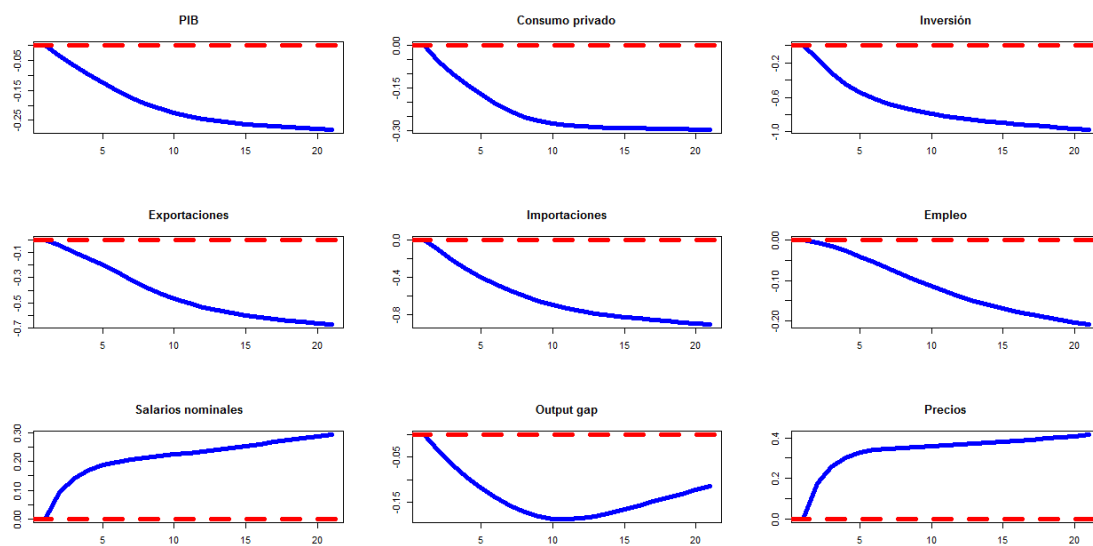 PIB
Consumo privado
Inversión
-0.05
-0.15
-0.25
5 10 15 20
0.00
-0.15
-0.30
5 10 15 20
-0.2
-0.6
-1.0
5 10 15 20
Exportaciones
Importaciones
Empleo
-0.1
-0.3
-0.5
-0.7
5 10 15 20
0.0
-0.4
-0.8
5 10 15 20
0.00
-0.10
-0.20
5 10 15 20
Salarios nominales
Output gap
Precios
0.30
0.20
0.10
0.00
5 10 15 20
-0.05
-0.15
5 10 15 20
0.4
0.2
0.0
5 10 15 20